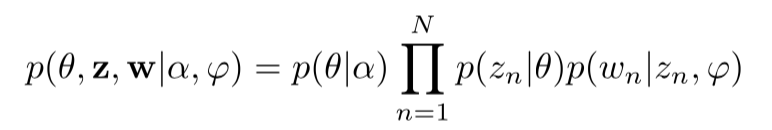 p(θ, 𝐳, 𝐰|α, φ) = p(θ|α) ∏_{n=1}^{N} p(z_n|θ)p(w_n|z_n, φ)